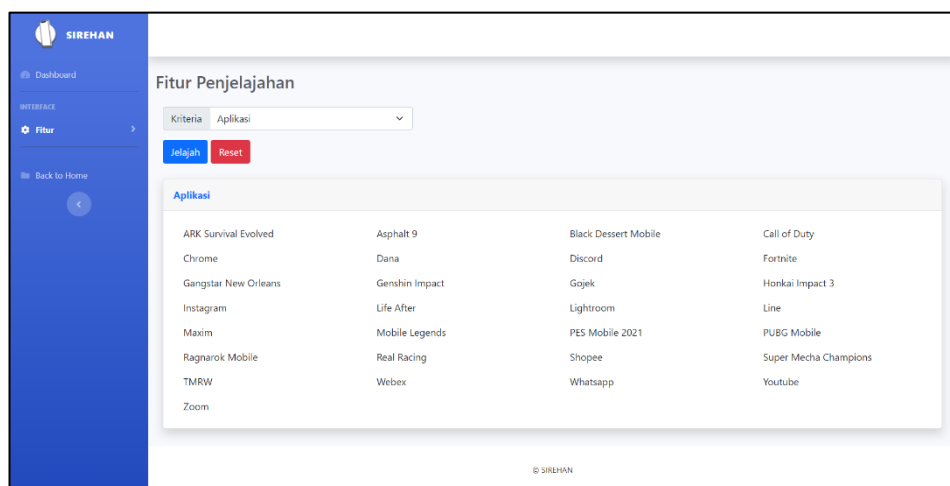 SIREHAN
Dashboard
INTERFACE
Fitur
Back to Home
Fitur Penjelajahan
Kriteria Aplikasi
Jelajah Reset
Aplikasi
ARK Survival Evolved Asphalt 9 Black Dessert Mobile Call of Duty
Chrome Dana Discord Fortnite
Gangstar New Orleans Genshin Impact Gojek Honkai Impact 3
Instagram Life After Lightroom Line
Maxim Mobile Legends PES Mobile 2021 PUBG Mobile
Ragnarok Mobile Real Racing Shopee Super Mecha Champions
TMRW Webex Whatsapp Youtube
Zoom
© SIREHAN